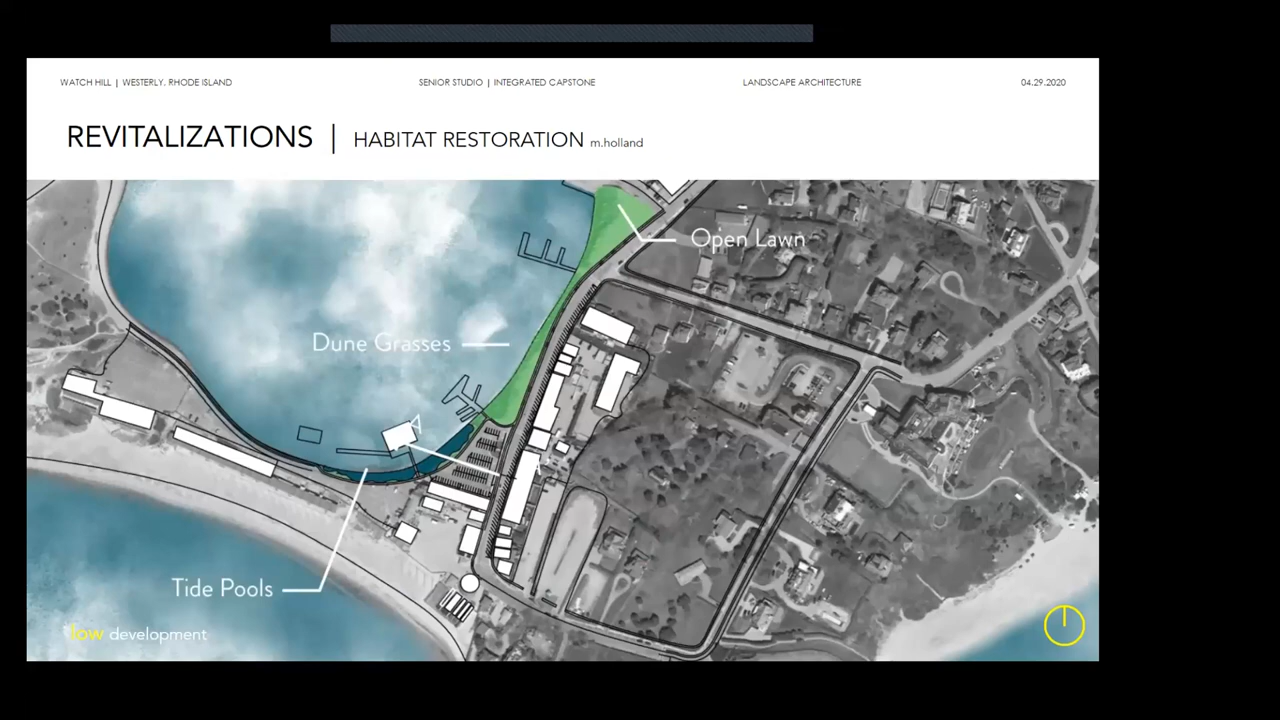 WATCH HILL | WESTERLY, RHODE ISLAND
SENIOR STUDIO | INTEGRATED CAPSTONE
LANDSCAPE ARCHITECTURE
04.29.2020
REVITALIZATIONS | HABITAT RESTORATION m.holland
Open Lawn
Dune Grasses
Tide Pools
low development